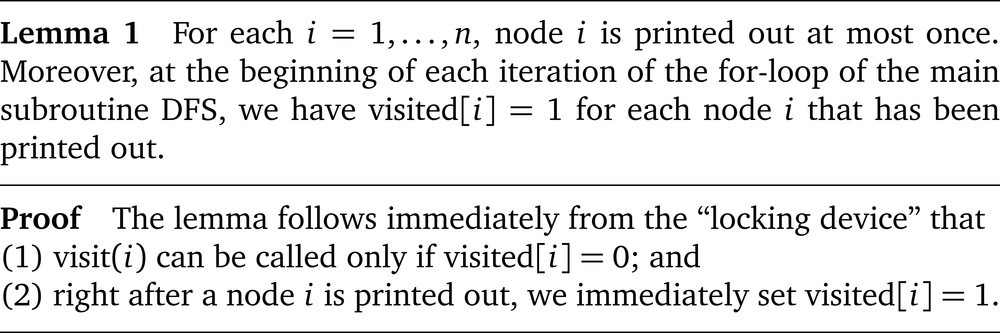 Lemma 1 For each i = 1, . . . , n, node i is printed out at most once.
Moreover, at the beginning of each iteration of the for-loop of the main
subroutine DFS, we have visited[i] = 1 for each node i that has been
printed out.
Proof The lemma follows immediately from the “locking device” that
(1) visit(i) can be called only if visited[i] = 0; and
(2) right after a node i is printed out, we immediately set visited[i] = 1.